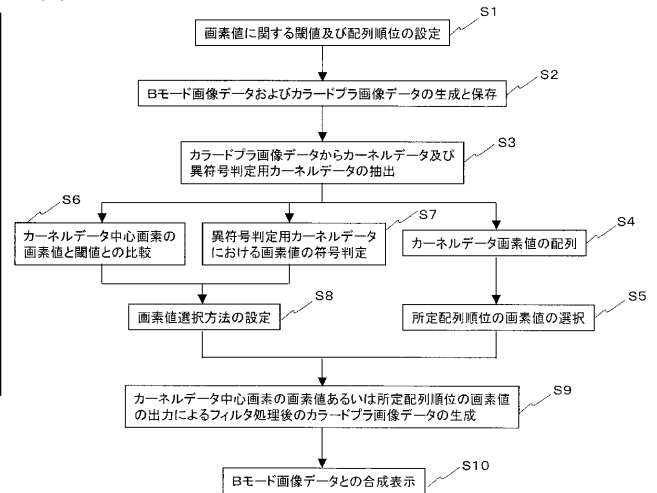 S1
画素値に関する閾値及び配列順位の設定
S2
Bモード画像データおよびカラードプラ画像データの生成と保存
S3
カラードプラ画像データからカーネルデータ及び
異符号判定用カーネルデータの抽出
S6
カーネルデータ中心画素の
画素値と閾値との比較
S7
異符号判定用カーネルデータ
における画素値の符号判定
S4
カーネルデータ画素値の配列
S8
画素値選択方法の設定
S5
所定配列順位の画素値の選択
S9
カーネルデータ中心画素の画素値あるいは所定配列順位の画素値
の出力によるフィルタ処理後のカラードプラ画像データの生成
S10
Bモード画像データとの合成表示